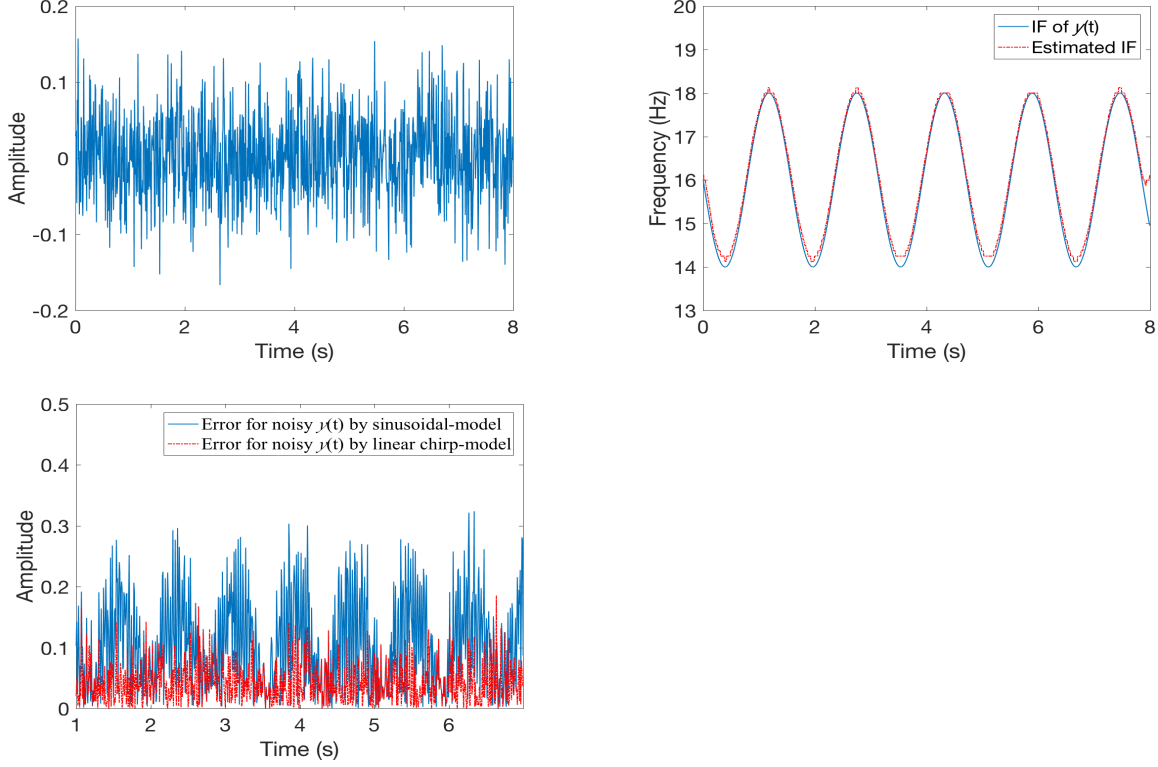 0.2
0.1
0
-0.1
-0.2
Amplitude
0 2 4 6 8
Time (s)
20
19
18
17
16
15
14
13
Frequency (Hz)
IF of y(t)
Estimated IF
0 2 4 6 8
Time (s)
0.5
0.4
0.3
0.2
0.1
0
Amplitude
Error for noisy y(t) by sinusoidal-model
Error for noisy y(t) by linear chirp-model
1 2 3 4 5 6
Time (s)